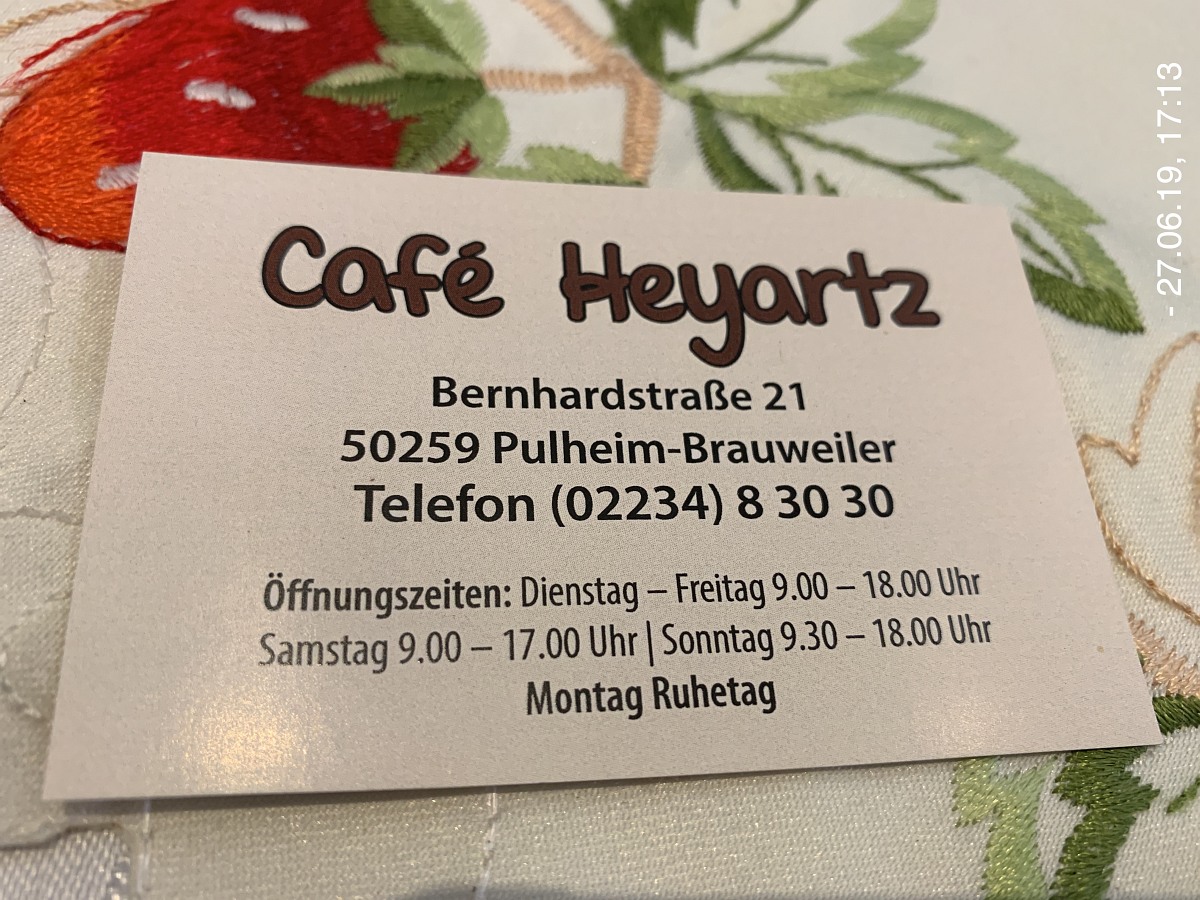 Café Heyartz
Bernhardstraße 21
50259 Pulheim-Brauweiler
Telefon (02234) 8 30 30
Öffnungszeiten: Dienstag – Freitag 9.00 – 18.00 Uhr
Samstag 9.00 – 17.00 Uhr | Sonntag 9.30 – 18.00 Uhr
Montag Ruhetag
- 27.06.19, 17:13